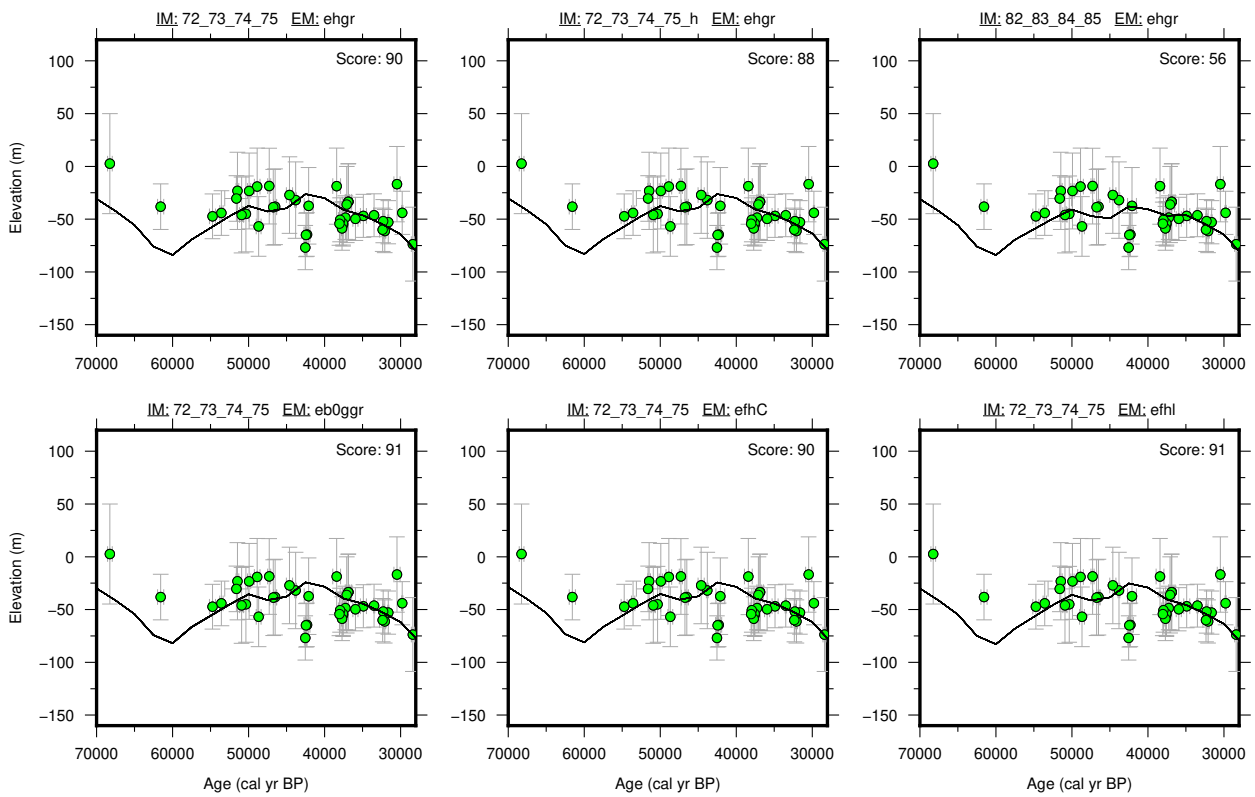 IM: 72_73_74_75 EM: ehgr
IM: 72_73_74_75_h EM: ehgr
IM: 82_83_84_85 EM: ehgr
Score: 90
Score: 88
Score: 56
100
50
0
−50
−100
−150
Elevation (m)
100
50
0
−50
−100
−150
100
50
0
−50
−100
−150
70000 60000 50000 40000 30000
70000 60000 50000 40000 30000
70000 60000 50000 40000 30000
IM: 72_73_74_75 EM: eb0ggr
IM: 72_73_74_75 EM: efhC
IM: 72_73_74_75 EM: efhl
Score: 91
Score: 90
Score: 91
100
50
0
−50
−100
−150
Elevation (m)
100
50
0
−50
−100
−150
100
50
0
−50
−100
−150
70000 60000 50000 40000 30000
70000 60000 50000 40000 30000
70000 60000 50000 40000 30000
Age (cal yr BP)
Age (cal yr BP)
Age (cal yr BP)